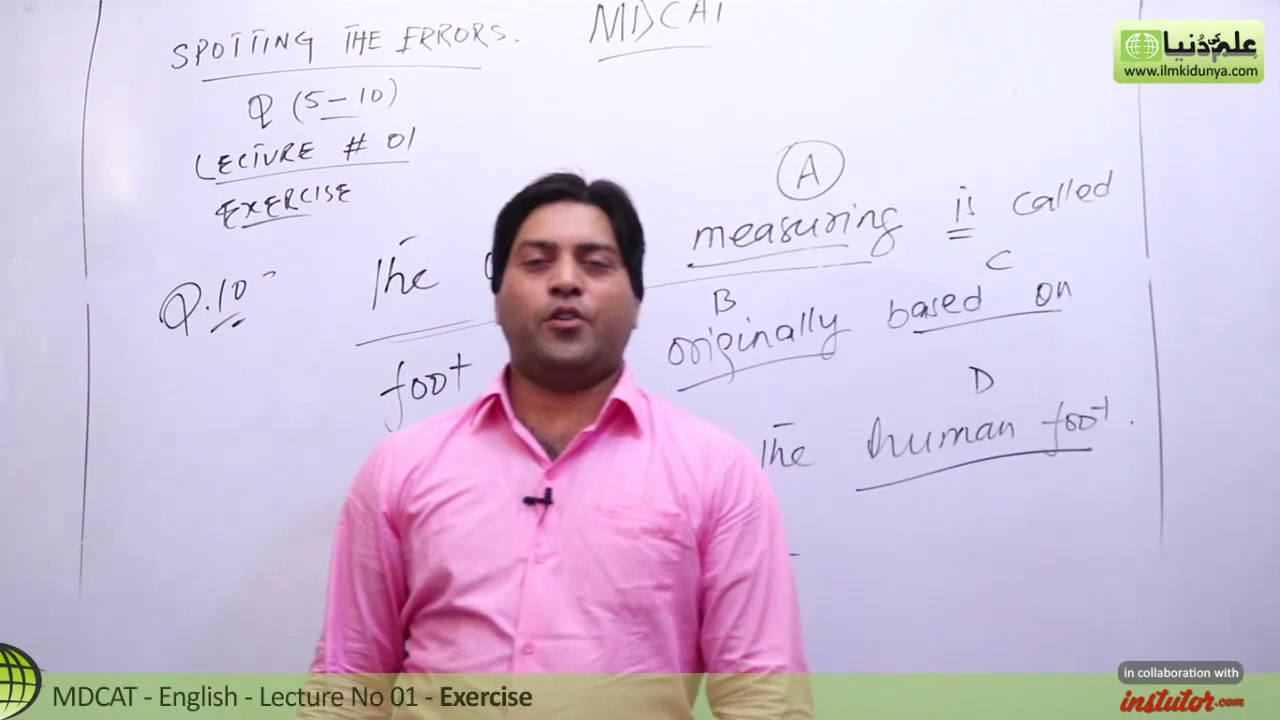 SPOTTING THE ERRORS.
MDCAT
Q (5-10)
LECTURE # 01
EXERCISE
A
Q.10
The
measuring is called
B
C
foot
originally based on
D
the human foot.
علم کی دُنیا
www.ilmkidunya.com
MDCAT - English - Lecture No 01 - Exercise
in collaboration with
instutor.com